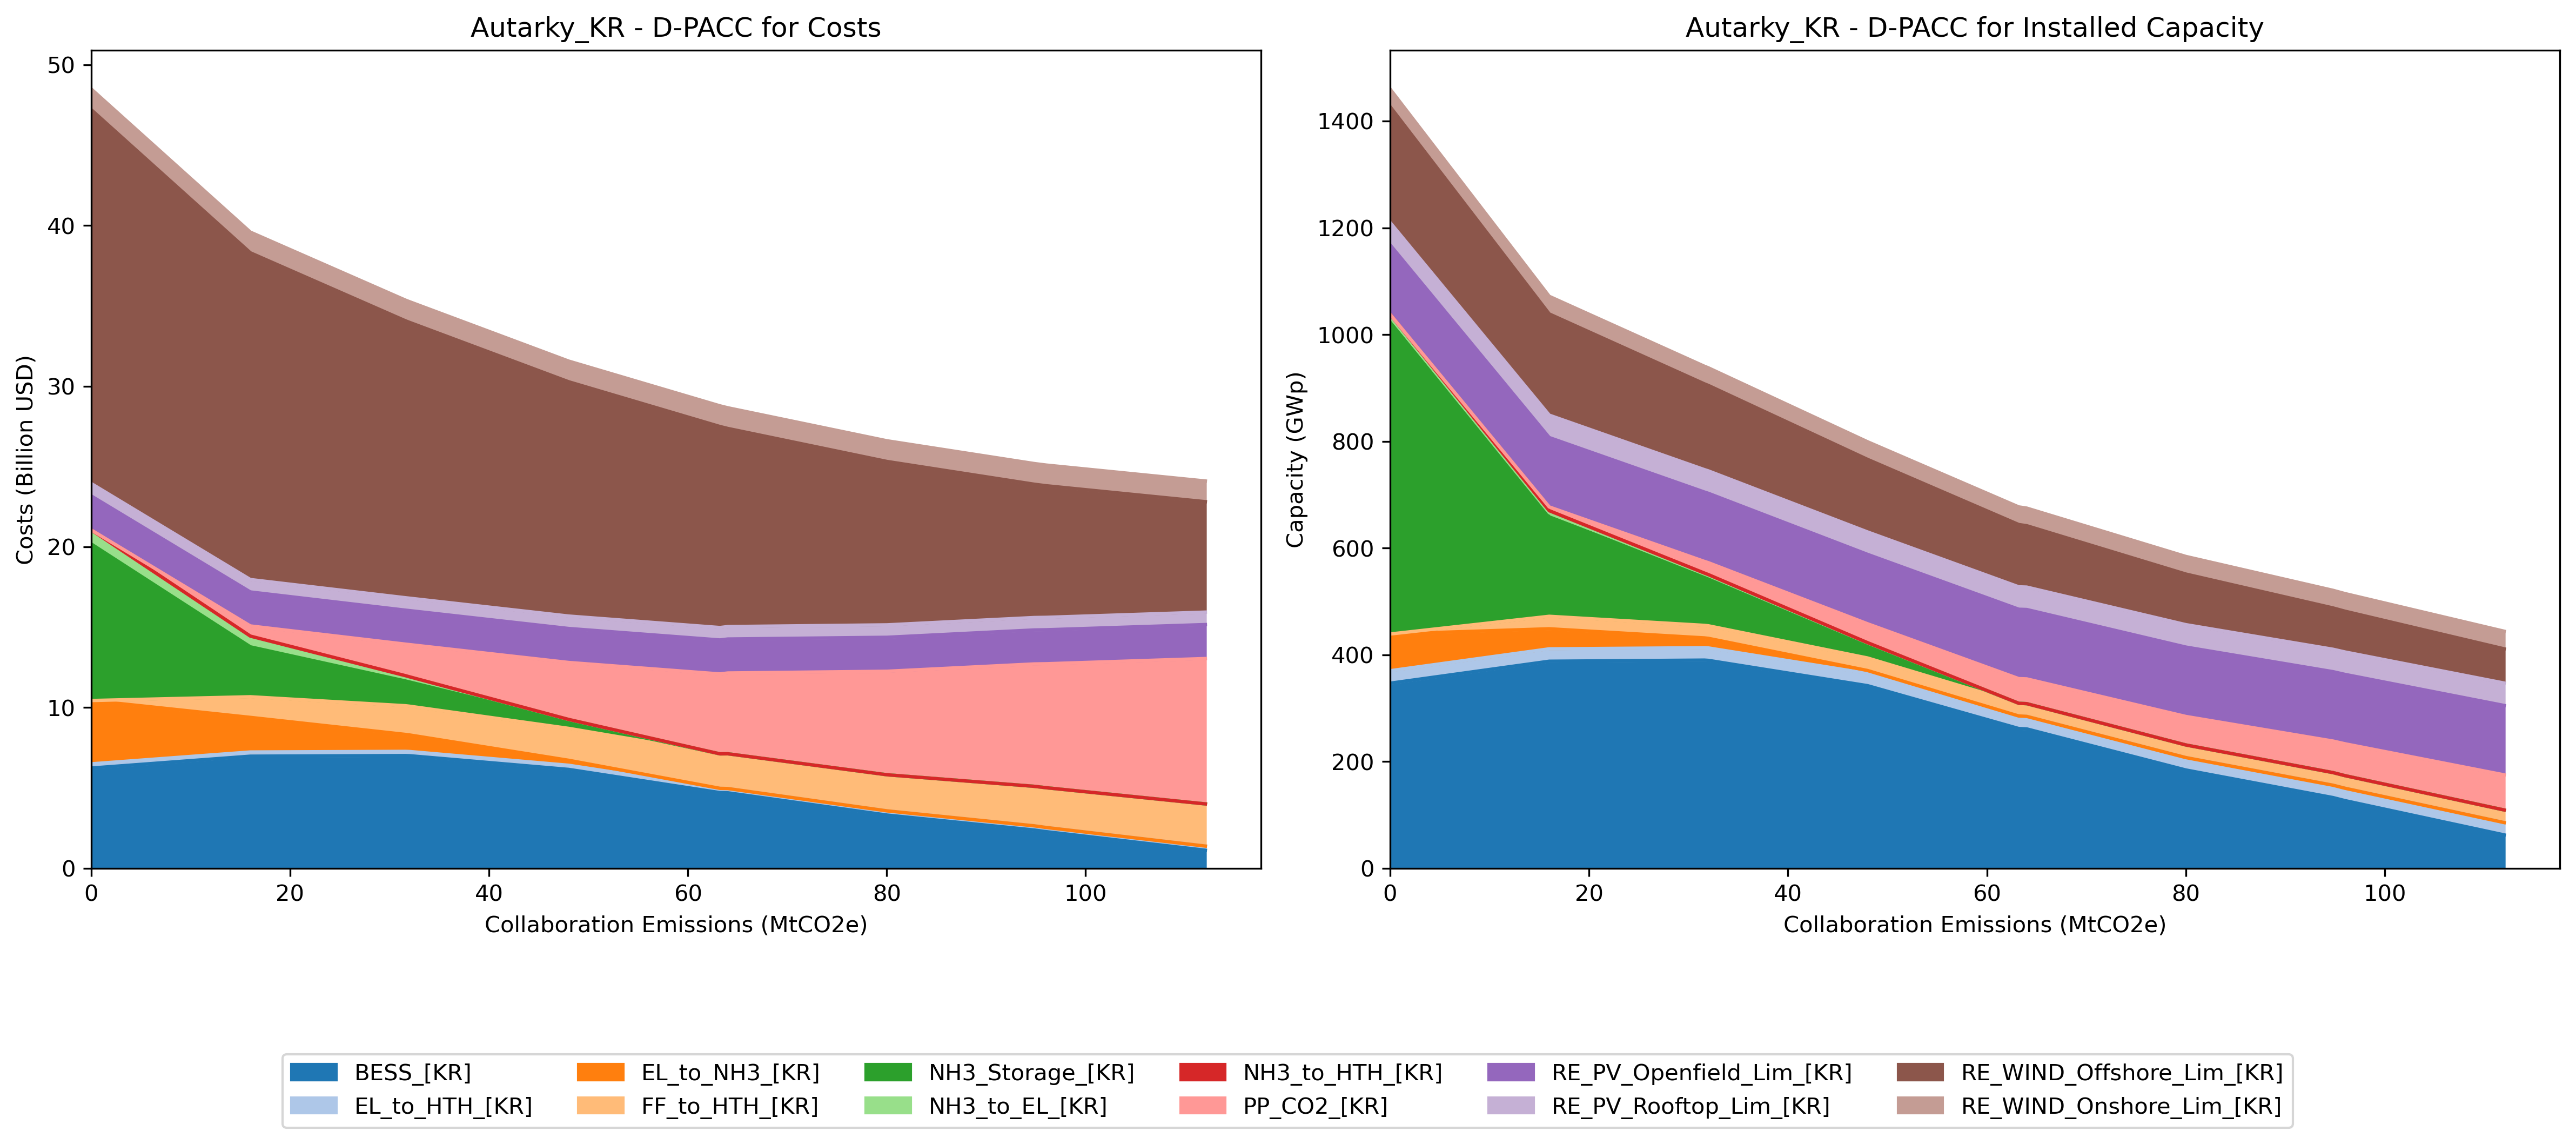 Autarky_KR - D-PACC for Costs
50
40
30
20
10
0
Costs (Billion USD)
0 20 40 60 80 100
Collaboration Emissions (MtCO2e)
Autarky_KR - D-PACC for Installed Capacity
1400
1200
1000
800
600
400
200
0
Capacity (GWp)
0 20 40 60 80 100
Collaboration Emissions (MtCO2e)
BESS_[KR] EL_to_NH3_[KR] NH3_Storage_[KR] NH3_to_HTH_[KR] RE_PV_Openfield_Lim_[KR] RE_WIND_Offshore_Lim_[KR]
EL_to_HTH_[KR] FF_to_HTH_[KR] NH3_to_EL_[KR] PP_CO2_[KR] RE_PV_Rooftop_Lim_[KR] RE_WIND_Onshore_Lim_[KR]